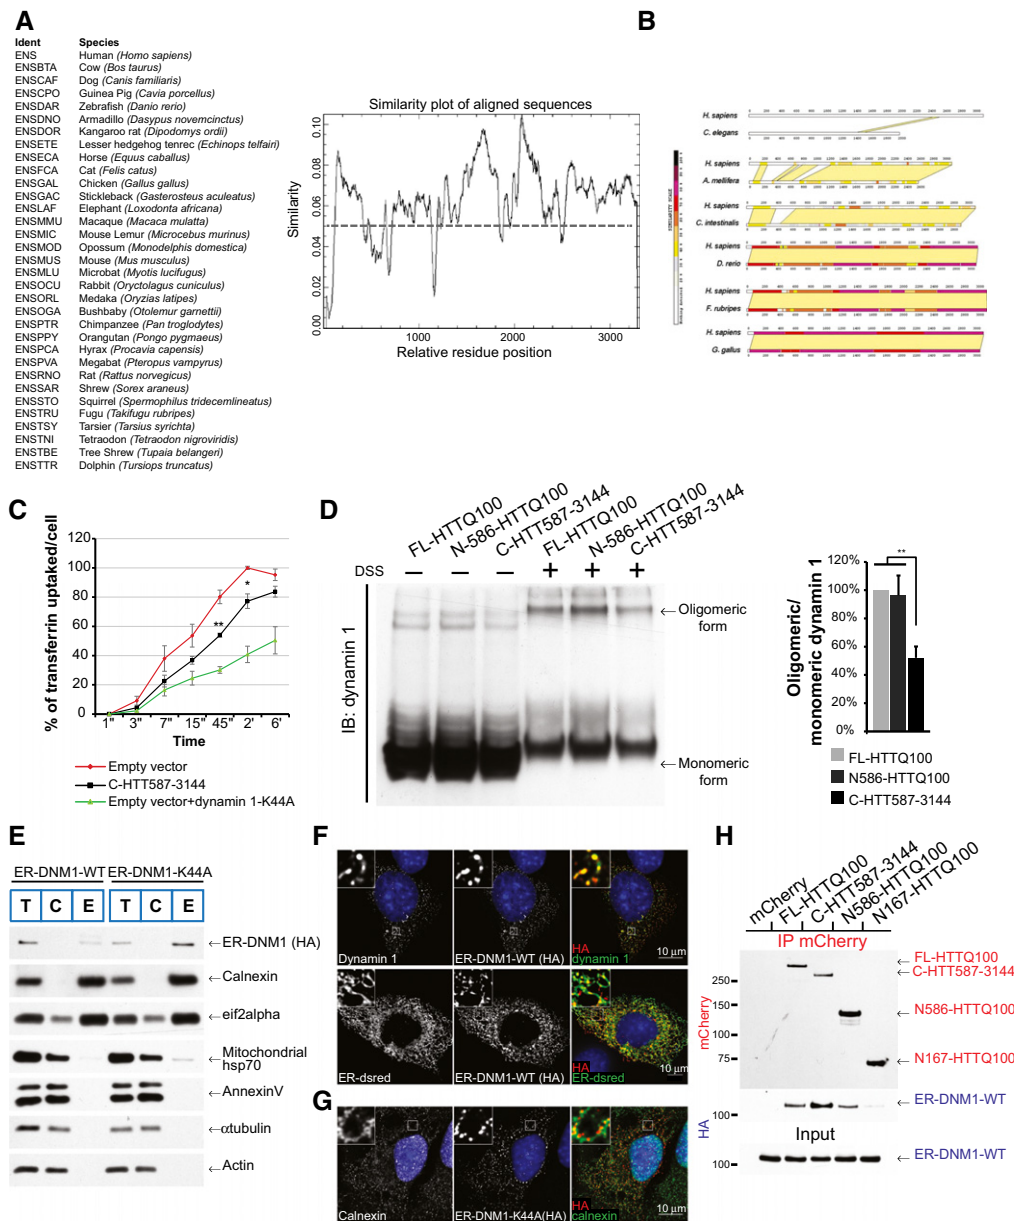 A
Ident Species
ENS Human (Homo sapiens)
ENSBTA Cow (Bos taurus)
ENSCAF Dog (Canis familiaris)
ENSCPO Guinea Pig (Cavia porcellus)
ENSDAR Zebrafish (Danio rerio)
ENSDNO Armadillo (Dasypus novemcinctus)
ENSDOR Kangaroo rat (Dipodomys ordii)
ENSETE Lesser hedgehog tenrec (Echinops telfairi)
ENSECA Horse (Equus caballus)
ENSFCA Cat (Felis catus)
ENSGAL Chicken (Gallus gallus)
ENSGAC Stickleback (Gasterosteus aculeatus)
ENSLAF Elephant (Loxodonta africana)
ENSMMU Macaque (Macaca mulatta)
ENSMIC Mouse Lemur (Microcebus murinus)
ENSMOD Opossum (Monodelphis domestica)
ENSMUS Mouse (Mus musculus)
ENSMLU Microbat (Myotis lucifugus)
ENSOCU Rabbit (Oryctolagus cuniculus)
ENSORL Medaka (Oryzias latipes)
ENSOGA Bushbaby (Otolemur garnettii)
ENSPTR Chimpanzee (Pan troglodytes)
ENSPPY Orangutan (Pongo pygmaeus)
ENSPCA Hyrax (Procavia capensis)
ENSPVA Megabat (Pteropus vampyrus)
ENSRNO Rat (Rattus norvegicus)
ENSSAR Shrew (Sorex araneus)
ENSSTO Squirrel (Spermophilus tridecemlineatus)
ENSTRU Fugu (Takifugu rubripes)
ENSTSY Tarsier (Tarsius syrichta)
ENSTNI Tetraodon (Tetraodon nigroviridis)
ENSTBE Tree Shrew (Tupaia belangeri)
ENSTTR Dolphin (Tursiops truncatus)
Similarity plot of aligned sequences
Similarity
0.10
0.08
0.06
0.04
0.02
0.00
1000 2000 3000
Relative residue position
B
H. sapiens
C. elegans
H. sapiens
A. mellifera
H. sapiens
C. intestinalis
H. sapiens
D. rerio
H. sapiens
F. rubripes
H. sapiens
G. gallus
C
% of transferrin uptaked/cell
120
100
80
60
40
20
0
1" 3" 7" 15" 45" 2' 6'
** *
Time
Empty vector
C-HTT587-3144
Empty vector+dynamin 1-K44A
D
FL-HTTQ100 N-586-HTTQ100 C-HTT587-3144 FL-HTTQ100 N-586-HTTQ100 C-HTT587-3144
DSS — — — + + +
IB: dynamin 1
←Oligomeric form
←Monomeric form
Oligomeric/
monomeric dynamin 1
120%
100%
80%
60%
40%
20%
0%
**
FL-HTTQ100
N586-HTTQ100
C-HTT587-3144
E
ER-DNM1-WT ER-DNM1-K44A
T C E T C E
←ER-DNM1 (HA)
←Calnexin
←eif2alpha
←Mitochondrial hsp70
←AnnexinV
←αtubulin
←Actin
F
Dynamin 1
ER-DNM1-WT (HA)
HA
dynamin 1
10 µm
ER-dsred
ER-DNM1-WT (HA)
HA
ER-dsred
10 µm
G
Calnexin
ER-DNM1-K44A(HA)
HA
calnexin
10 µm
H
mCherry FL-HTTQ100 C-HTT587-3144 N586-HTTQ100 N167-HTTQ100
IP mCherry
mCherry
250
150
100
75
←FL-HTTQ100
←C-HTT587-3144
←N586-HTTQ100
←N167-HTTQ100
HA
100
←ER-DNM1-WT
Input
100
←ER-DNM1-WT